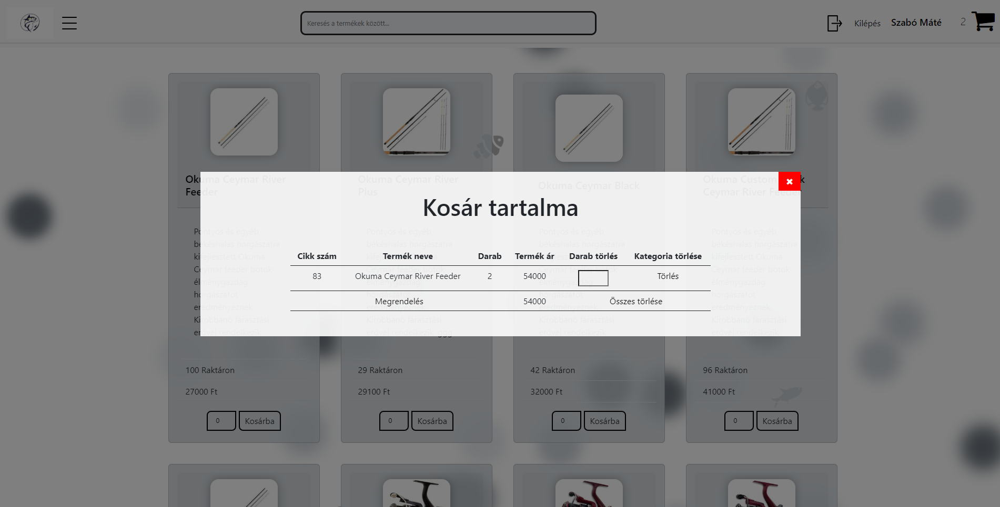 Keresés a termékek között...
Kilépés
Szabó Máté
2
Okuma Ceymar River
Feeder
Okuma Ceymar River
Plus
Okuma Ceymar Black
Okuma Custom
k
Ceymar River Feeder
Kosár tartalma
Cikk szám Termék neve Darab Termék ár Darab törlés Kategoria törlése
83 Okuma Ceymar River Feeder 2 54000 Törlés
Megrendelés 54000 Összes törlése
Pontyos és egyéb
békéshalas horgászatra
kifejlesztett Okuma
Ceymar feeder botok
élménygazdag
horgászatot
eredményeznek.
Kirobbanó fárasztási
erővel rendelkezik
Pontyos és egyéb
békéshalas horgászatra
kifejlesztett Okuma
Ceymar feeder botok
élménygazdag
horgászatot
eredményeznek.
Kirobbanó fárasztási
erővel rendelkezik ggg
Pontyos és egyéb
békéshalas horgászatra
kifejlesztett Okuma
Ceymar feeder botok
élménygazdag
horgászatot
eredményeznek.
Kirobbanó fárasztási
erővel rendelkezik
Pontyos és egyéb
békéshalas horgászatra
kifejlesztett Okuma
Ceymar feeder botok
élménygazdag
horgászatot
eredményeznek.
Kirobbanó fárasztási
erővel rendelkezik
100 Raktáron
27000 Ft
0 Kosárba
29 Raktáron
29100 Ft
0 Kosárba
42 Raktáron
32000 Ft
0 Kosárba
96 Raktáron
41000 Ft
0 Kosárba